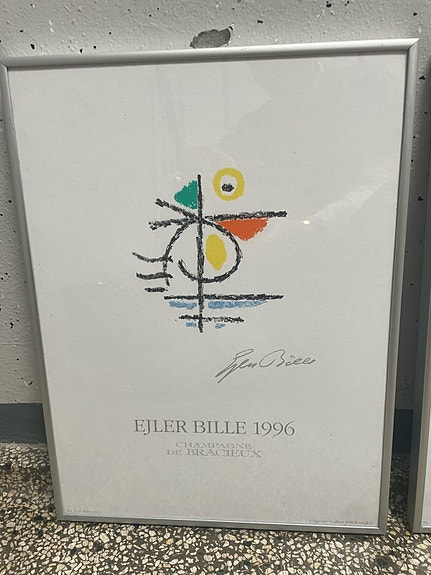 Ejler Bille
EJLER BILLE 1996
CHAMPAGNE
DE BRACIEUX